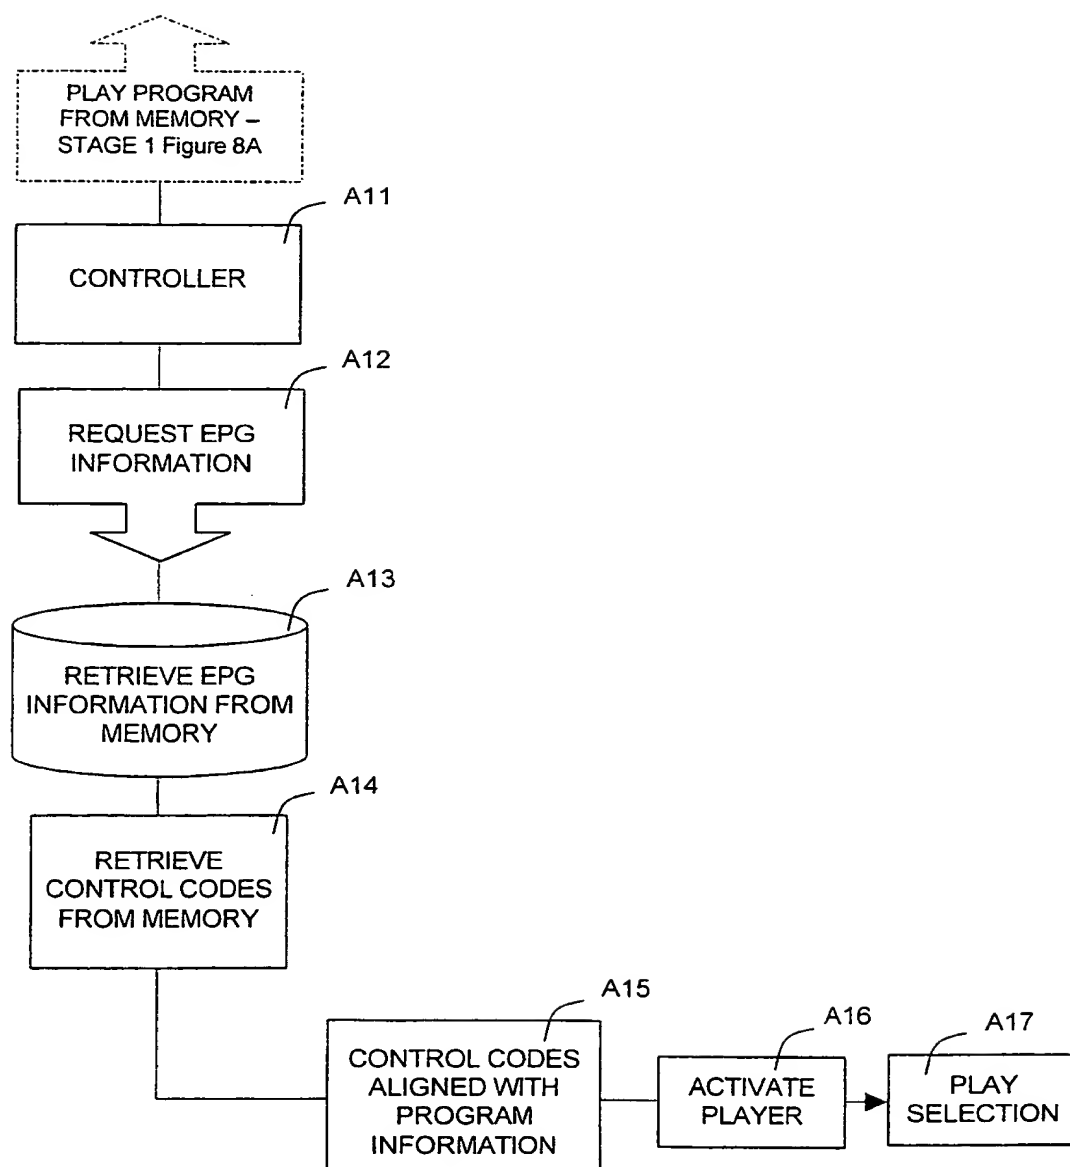 PLAY PROGRAM
FROM MEMORY –
STAGE 1 Figure 8A
A11
CONTROLLER
A12
REQUEST EPG
INFORMATION
A13
RETRIEVE EPG
INFORMATION FROM
MEMORY
A14
RETRIEVE
CONTROL CODES
FROM MEMORY
A15
CONTROL CODES
ALIGNED WITH
PROGRAM
INFORMATION
A16
ACTIVATE
PLAYER
A17
PLAY
SELECTION